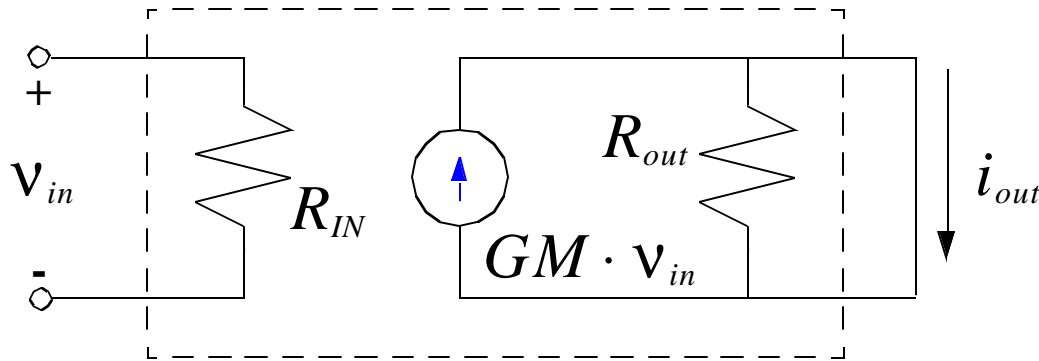 +
ν_in
-
R_IN
GM · ν_in
R_out
i_out